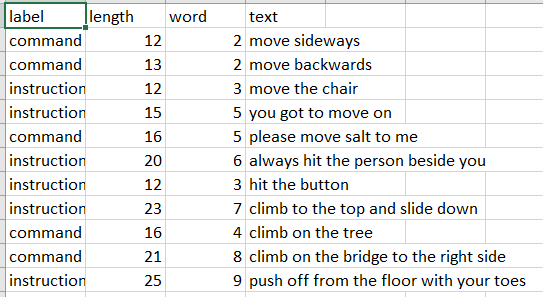 label length word text
command 12 2 move sideways
command 13 2 move backwards
instruction 12 3 move the chair
instruction 15 5 you got to move on
command 16 5 please move salt to me
instruction 20 6 always hit the person beside you
instruction 12 3 hit the button
instruction 23 7 climb to the top and slide down
command 16 4 climb on the tree
command 21 8 climb on the bridge to the right side
instruction 25 9 push off from the floor with your toes